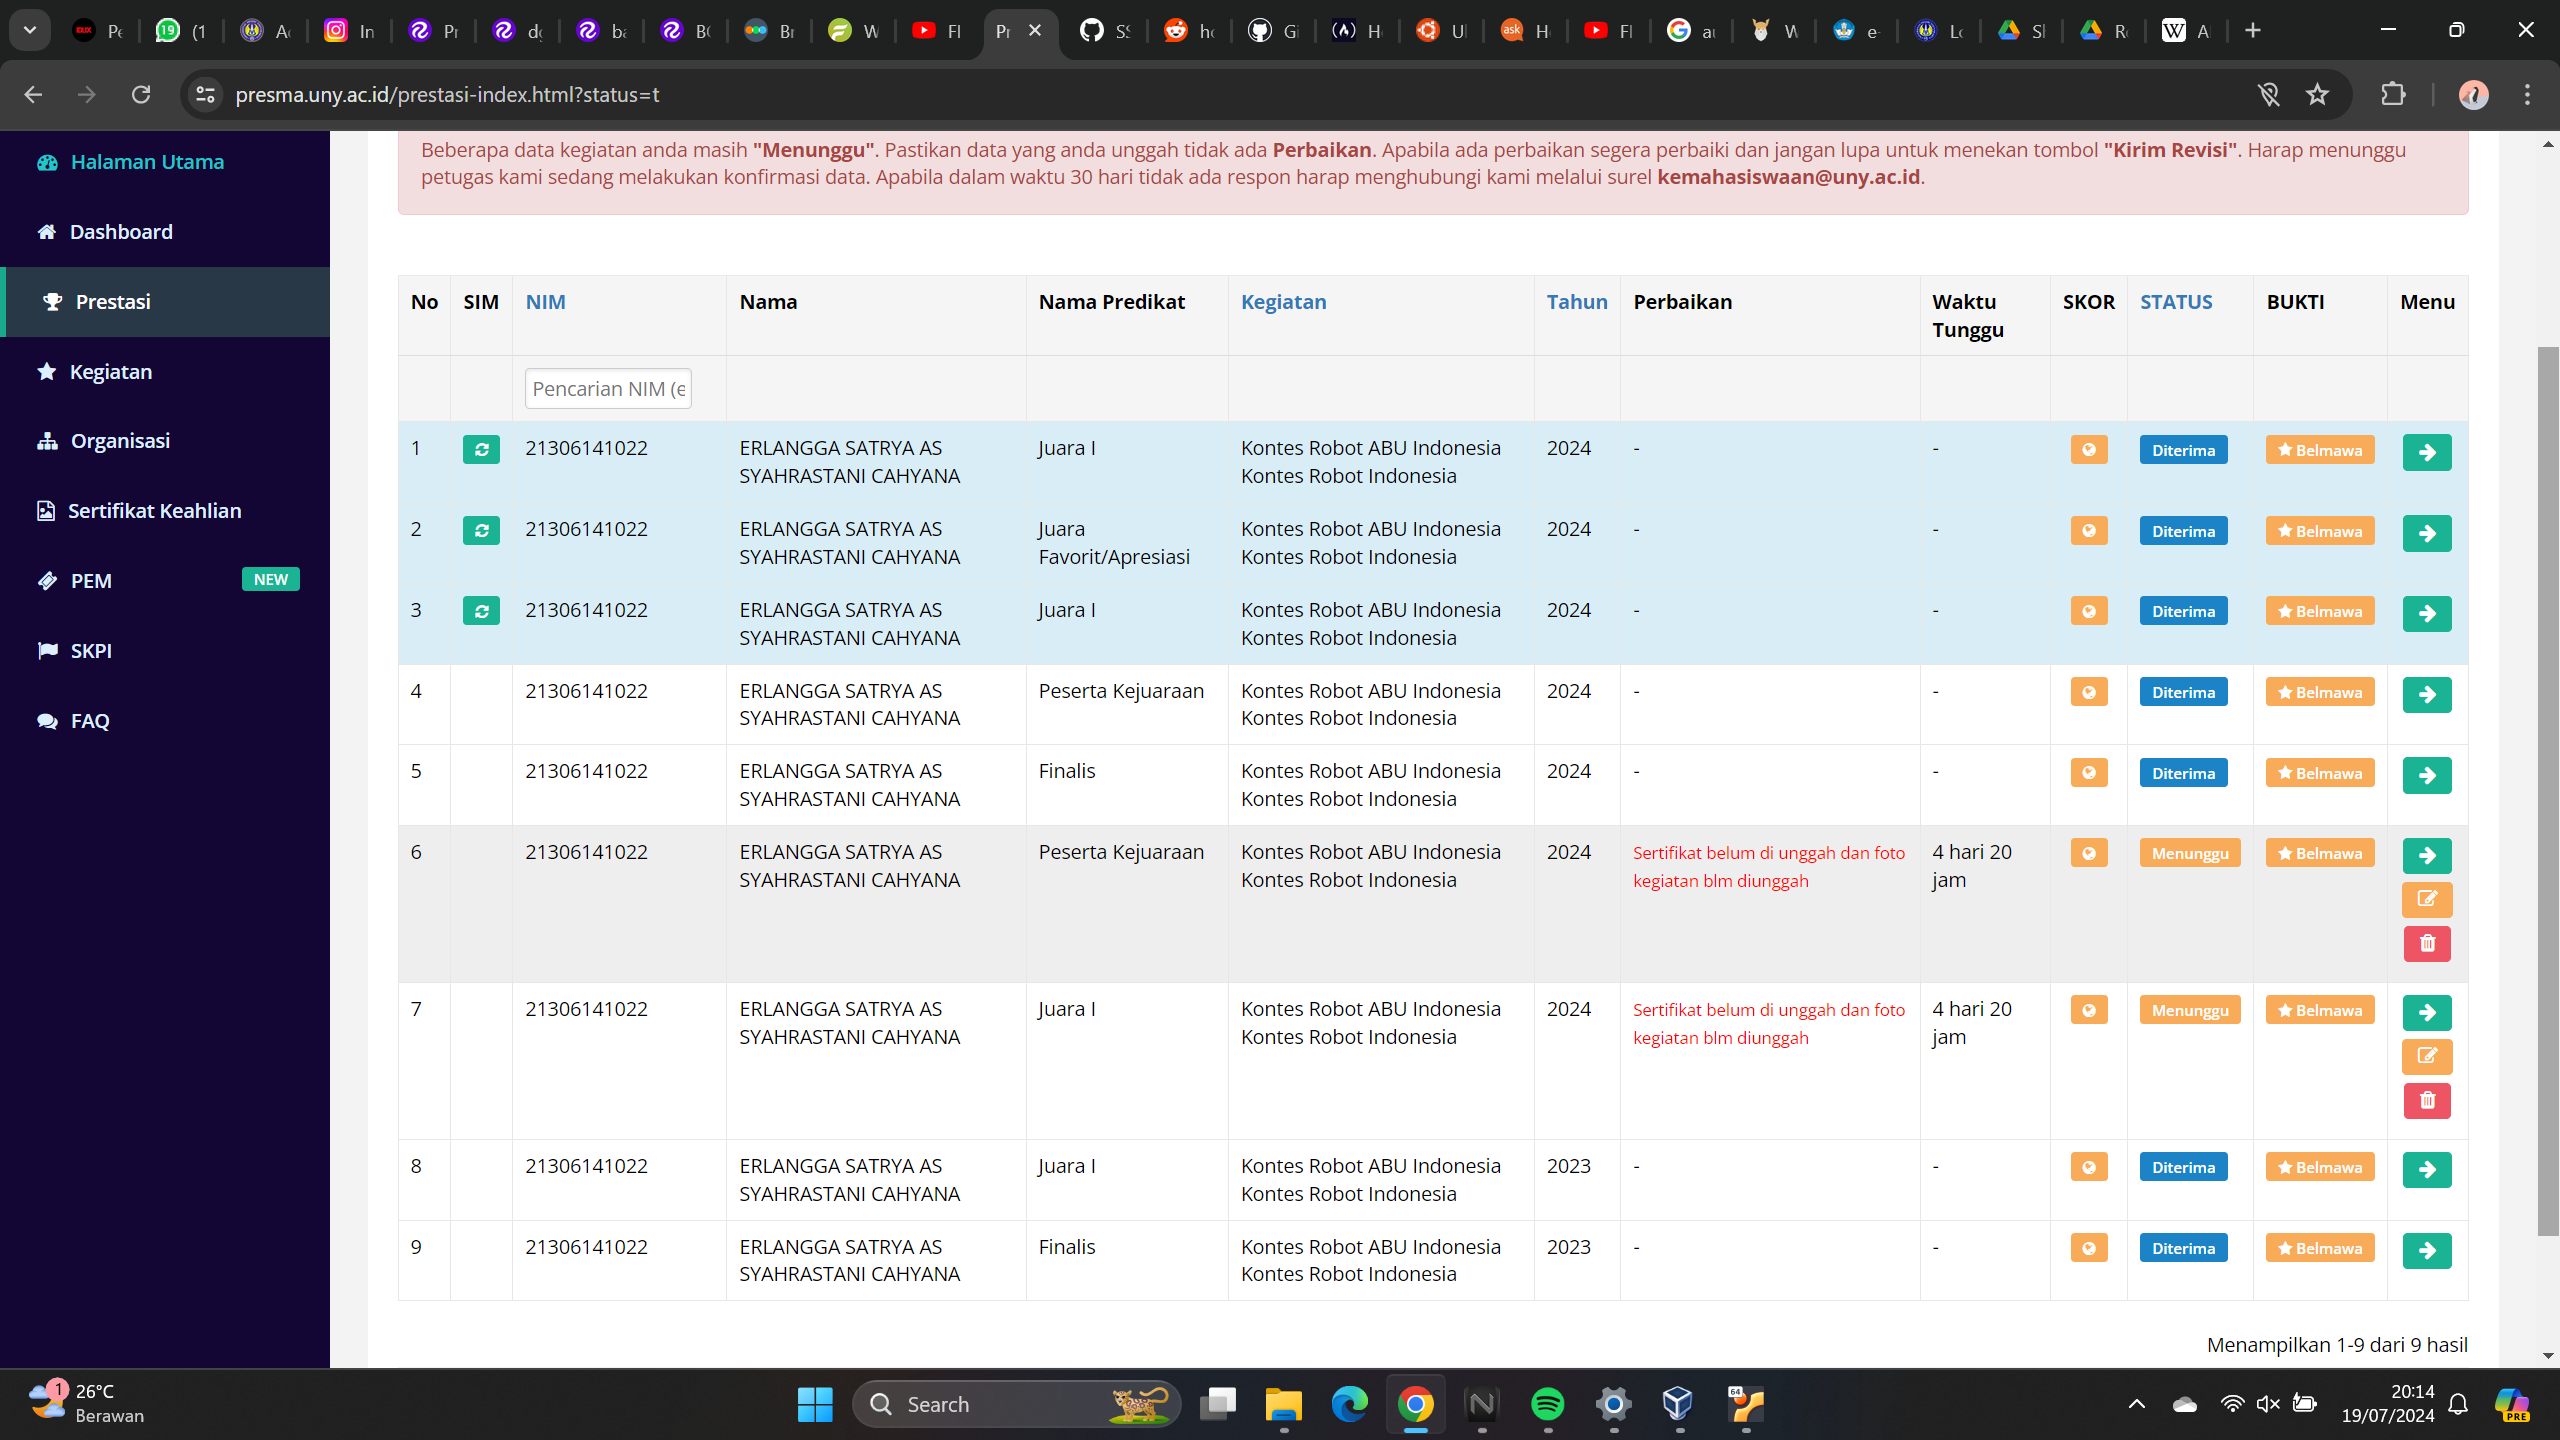 (1
In
presma.uny.ac.id/prestasi-index.html?status=t
Halaman Utama
Dashboard
Prestasi
Kegiatan
Organisasi
Sertifikat Keahlian
PEM NEW
SKPI
FAQ
Beberapa data kegiatan anda masih "Menunggu". Pastikan data yang anda unggah tidak ada Perbaikan. Apabila ada perbaikan segera perbaiki dan jangan lupa untuk menekan tombol "Kirim Revisi". Harap menunggu
petugas kami sedang melakukan konfirmasi data. Apabila dalam waktu 30 hari tidak ada respon harap menghubungi kami melalui surel kemahasiswaan@uny.ac.id.
No SIM NIM Nama Nama Predikat Kegiatan Tahun Perbaikan Waktu SKOR STATUS BUKTI Menu
Tunggu
Pencarian NIM (e
1 21306141022 ERLANGGA SATRYA AS Juara I Kontes Robot ABU Indonesia 2024 - - Diterima Belmawa
SYAHRASTANI CAHYANA Kontes Robot Indonesia
2 21306141022 ERLANGGA SATRYA AS Juara Kontes Robot ABU Indonesia 2024 - - Diterima Belmawa
SYAHRASTANI CAHYANA Favorit/Apresiasi Kontes Robot Indonesia
3 21306141022 ERLANGGA SATRYA AS Juara I Kontes Robot ABU Indonesia 2024 - - Diterima Belmawa
SYAHRASTANI CAHYANA Kontes Robot Indonesia
4 21306141022 ERLANGGA SATRYA AS Peserta Kejuaraan Kontes Robot ABU Indonesia 2024 - - Diterima Belmawa
SYAHRASTANI CAHYANA Kontes Robot Indonesia
5 21306141022 ERLANGGA SATRYA AS Finalis Kontes Robot ABU Indonesia 2024 - - Diterima Belmawa
SYAHRASTANI CAHYANA Kontes Robot Indonesia
6 21306141022 ERLANGGA SATRYA AS Peserta Kejuaraan Kontes Robot ABU Indonesia 2024 Sertifikat belum di unggah dan foto 4 hari 20 Menunggu Belmawa
SYAHRASTANI CAHYANA Kontes Robot Indonesia kegiatan blm diunggah jam
7 21306141022 ERLANGGA SATRYA AS Juara I Kontes Robot ABU Indonesia 2024 Sertifikat belum di unggah dan foto 4 hari 20 Menunggu Belmawa
SYAHRASTANI CAHYANA Kontes Robot Indonesia kegiatan blm diunggah jam
8 21306141022 ERLANGGA SATRYA AS Juara I Kontes Robot ABU Indonesia 2023 - - Diterima Belmawa
SYAHRASTANI CAHYANA Kontes Robot Indonesia
9 21306141022 ERLANGGA SATRYA AS Finalis Kontes Robot ABU Indonesia 2023 - - Diterima Belmawa
SYAHRASTANI CAHYANA Kontes Robot Indonesia
Menampilkan 1-9 dari 9 hasil
1 26°C
Berawan
Search
64
20:14
19/07/2024
PRE